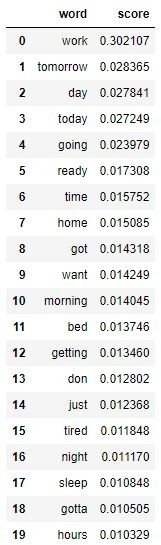 word score
0 work 0.302107
1 tomorrow 0.028365
2 day 0.027841
3 today 0.027249
4 going 0.023979
5 ready 0.017308
6 time 0.015752
7 home 0.015085
8 got 0.014318
9 want 0.014249
10 morning 0.014045
11 bed 0.013746
12 getting 0.013460
13 don 0.012802
14 just 0.012368
15 tired 0.011848
16 night 0.011170
17 sleep 0.010848
18 gotta 0.010505
19 hours 0.010329